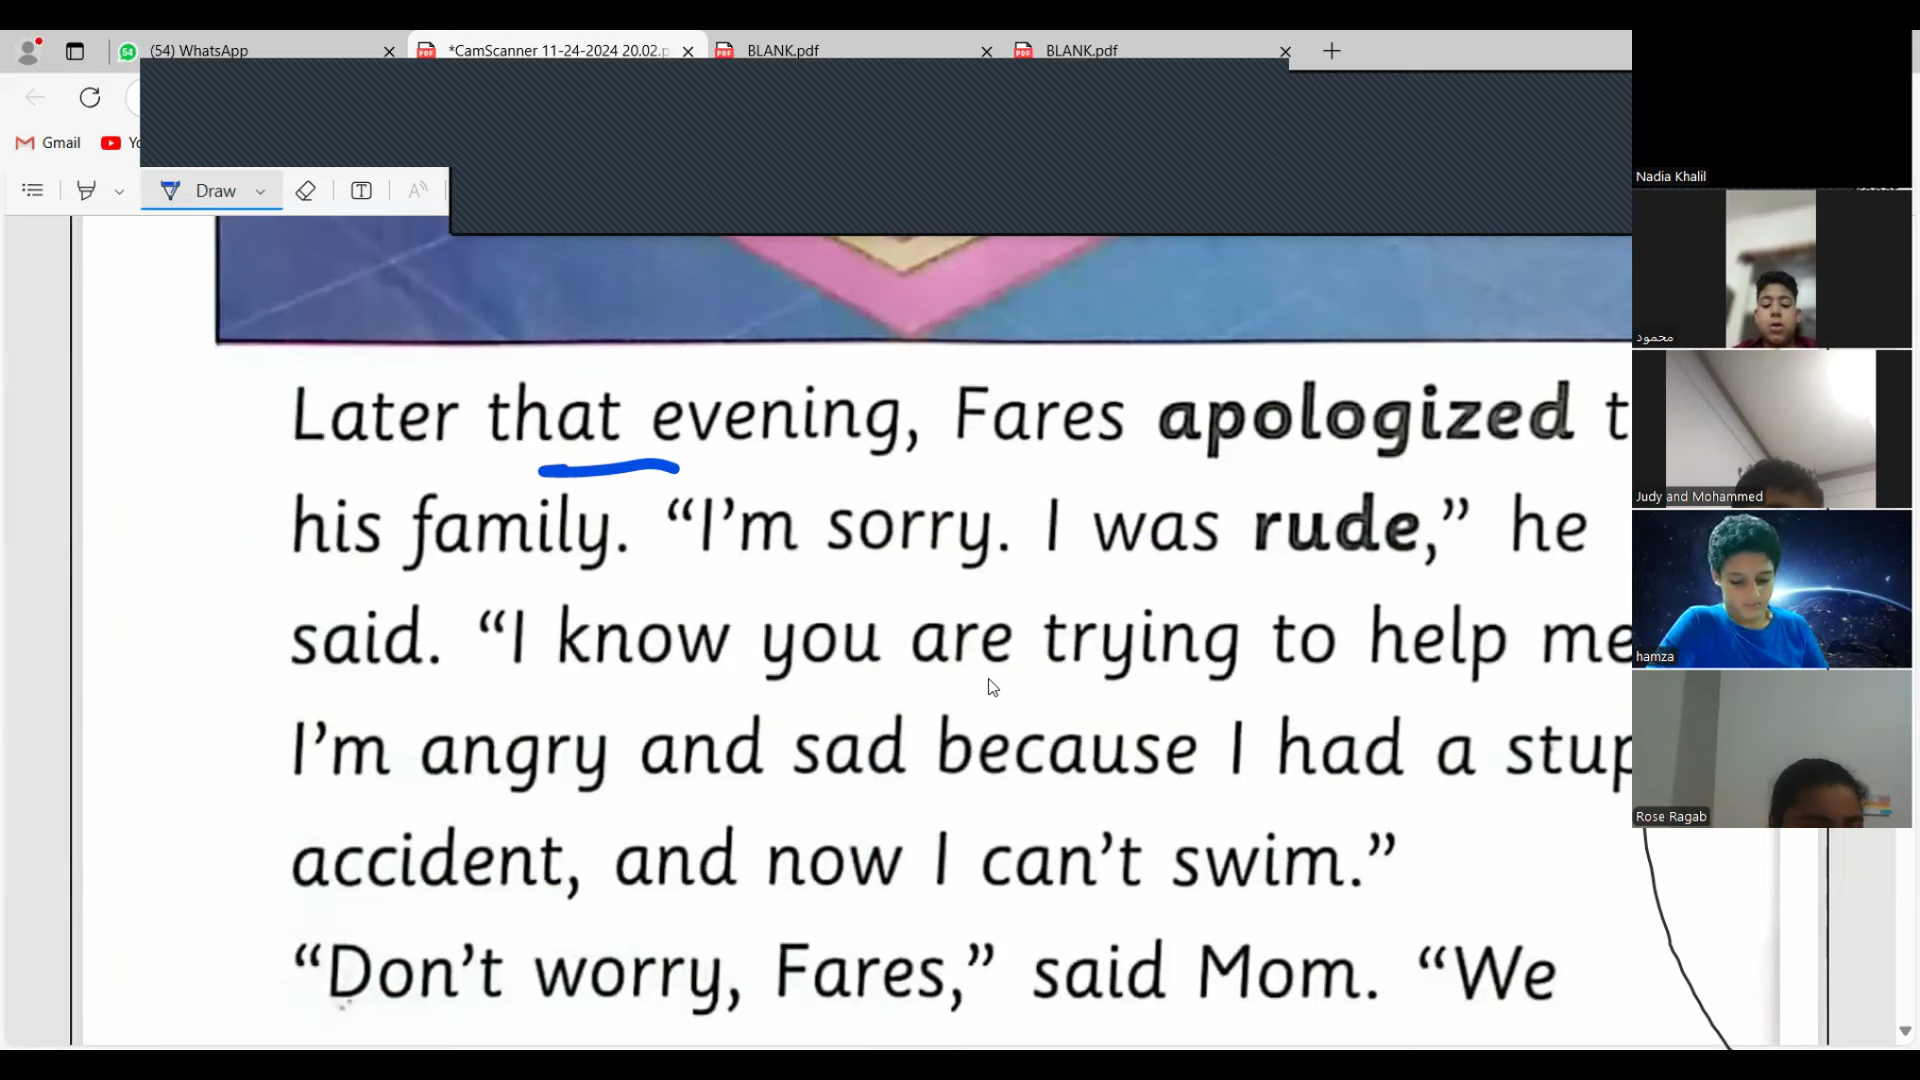 (54) WhatsApp
*CamScanner 11-24-2024 20.02.p
BLANK.pdf
BLANK.pdf
Gmail
Draw
Nadia Khalil
محمود
Judy and Mohammed
hamza
Rose Ragab
Later that evening, Fares apologized t
his family. “I’m sorry. I was rude,” he
said. “I know you are trying to help me
I’m angry and sad because I had a stup
accident, and now I can’t swim.”
“Don’t worry, Fares,” said Mom. “We